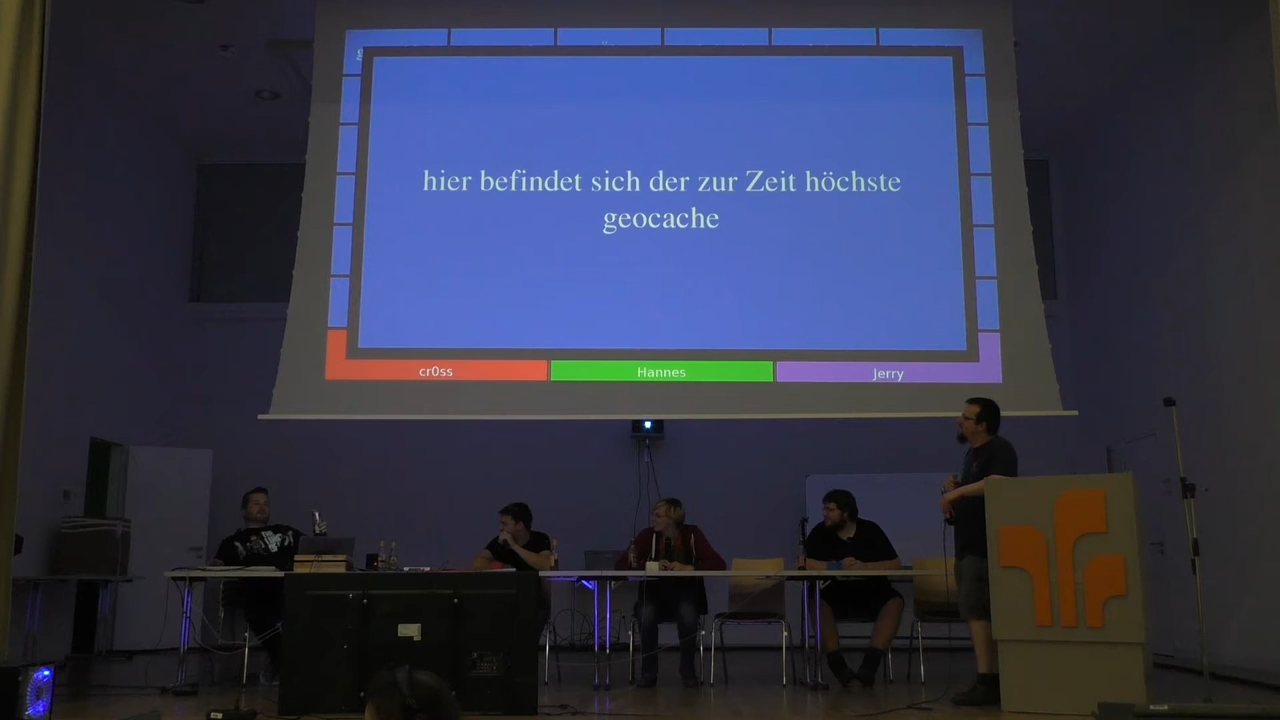 hier befindet sich der zur Zeit höchste
geocache
cr0ss
Hannes
Jerry